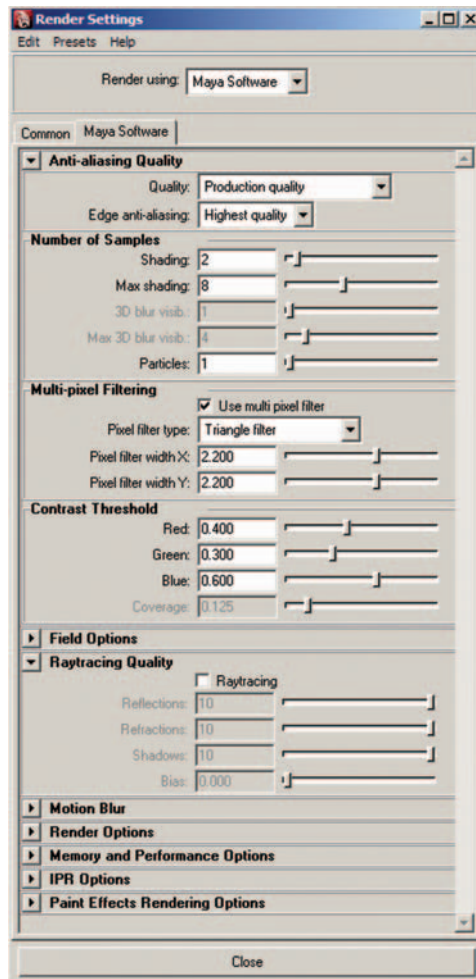 Render Settings
Edit Presets Help
Render using: Maya Software
Common Maya Software
Anti-aliasing Quality
Quality: Production quality
Edge anti-aliasing: Highest quality
Number of Samples
Shading: 2
Max shading: 8
3D blur visib.: 1
Max 3D blur visib.: 4
Particles: 1
Multi-pixel Filtering
Use multi pixel filter
Pixel filter type: Triangle filter
Pixel filter width X: 2.200
Pixel filter width Y: 2.200
Contrast Threshold
Red: 0.400
Green: 0.300
Blue: 0.600
Coverage: 0.125
Field Options
Raytracing Quality
Raytracing
Reflections: 10
Refractions: 10
Shadows: 10
Bias: 0.000
Motion Blur
Render Options
Memory and Performance Options
IPR Options
Paint Effects Rendering Options
Close